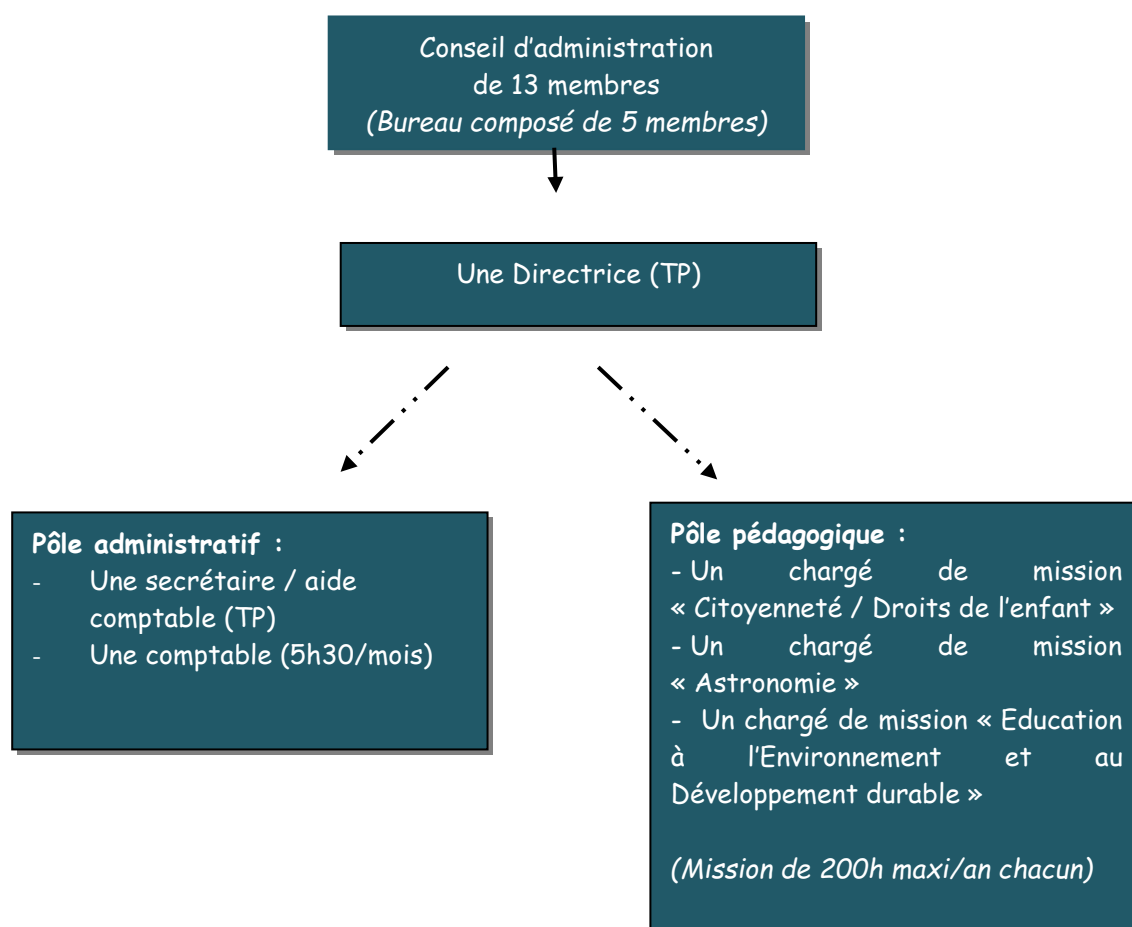 Conseil d'administration
de 13 membres
(Bureau composé de 5 membres)
Une Directrice (TP)
Pôle administratif :
- Une secrétaire / aide
comptable (TP)
- Une comptable (5h30/mois)
Pôle pédagogique :
- Un chargé de mission
« Citoyenneté / Droits de l'enfant »
- Un chargé de mission
« Astronomie »
- Un chargé de mission « Education
à l'Environnement et au
Développement durable »
(Mission de 200h maxi/an chacun)